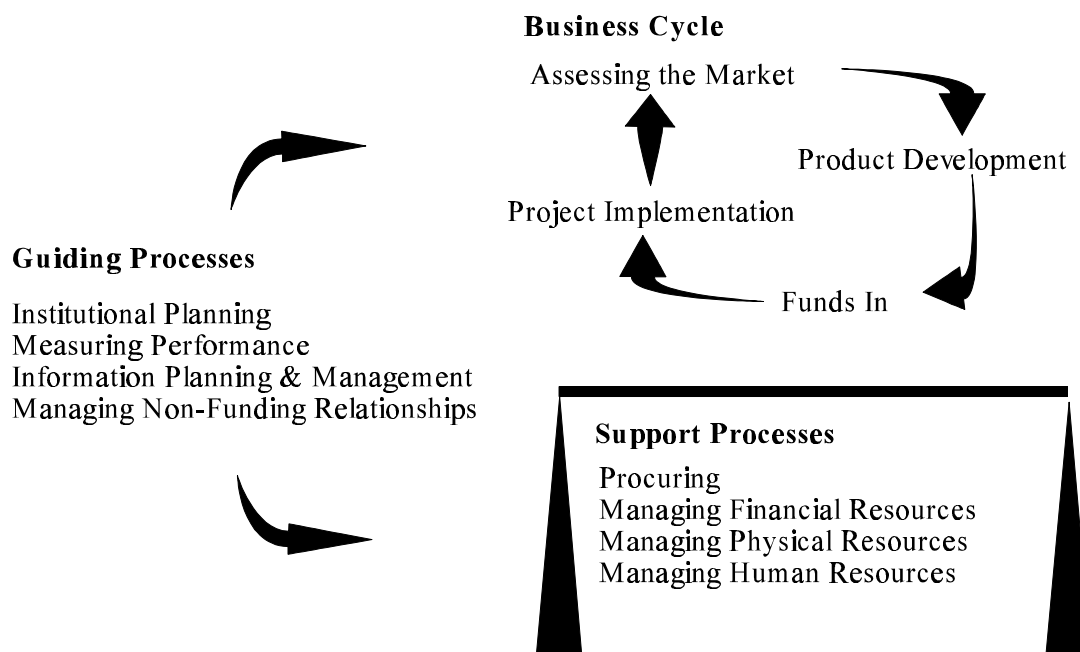 Business Cycle
Assessing the Market
Product Development
Project Implementation
Funds In
Guiding Processes
Institutional Planning
Measuring Performance
Information Planning & Management
Managing Non-Funding Relationships
Support Processes
Procuring
Managing Financial Resources
Managing Physical Resources
Managing Human Resources